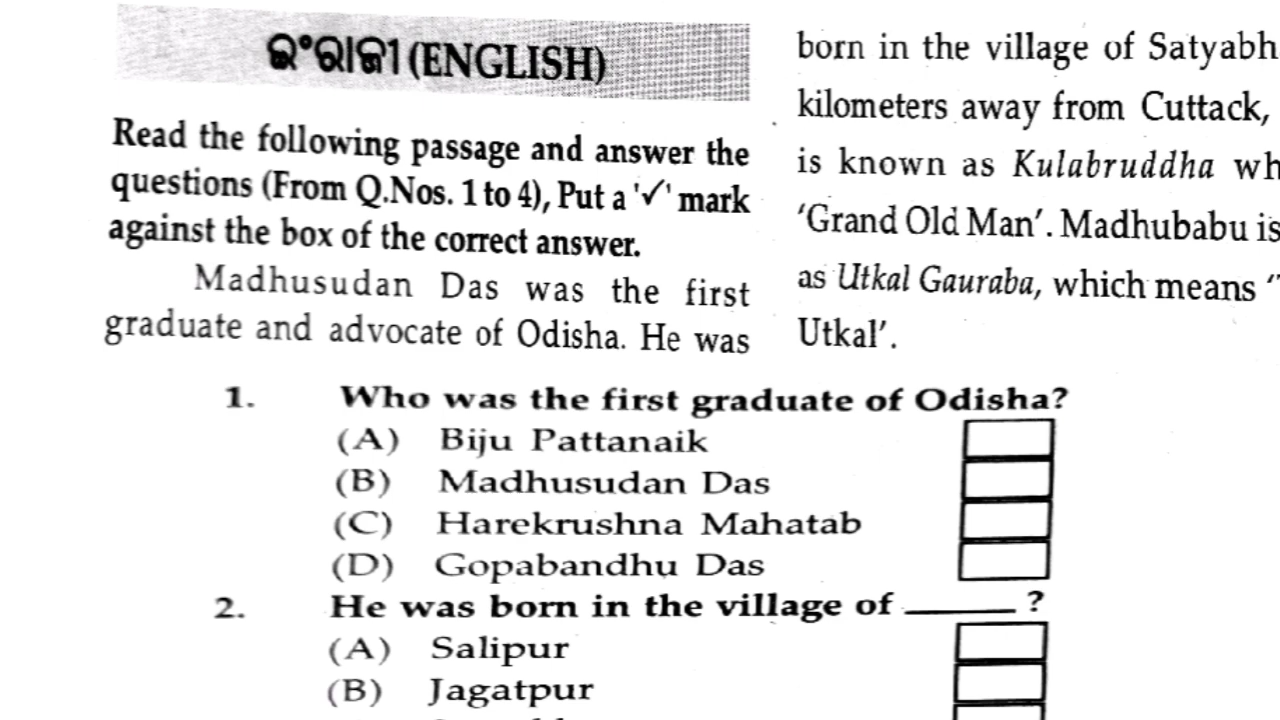 ଇଂରାଜୀ (ENGLISH)
Read the following passage and answer the
questions (From Q.Nos. 1 to 4), Put a '✓' mark
against the box of the correct answer.
Madhusudan Das was the first
graduate and advocate of Odisha. He was
born in the village of Satyabh
kilometers away from Cuttack,
is known as Kulabruddha wh
'Grand Old Man'. Madhubabu is
as Utkal Gauraba, which means "
Utkal'.
1. Who was the first graduate of Odisha?
(A) Biju Pattanaik
(B) Madhusudan Das
(C) Harekrushna Mahatab
(D) Gopabandhu Das
2. He was born in the village of ______ ?
(A) Salipur
(B) Jagatpur